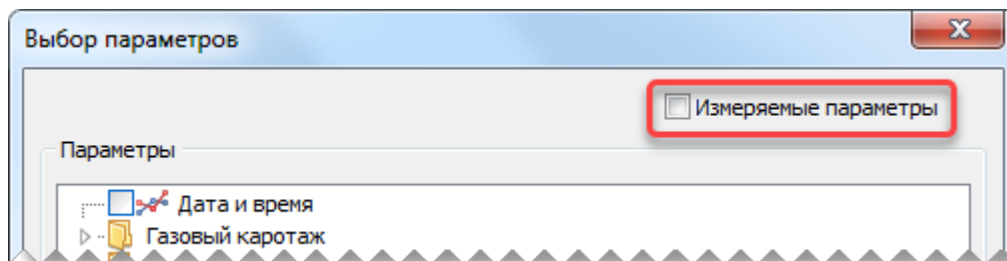 Выбор параметров
Измеряемые параметры
Параметры
Дата и время
Газовый каротаж